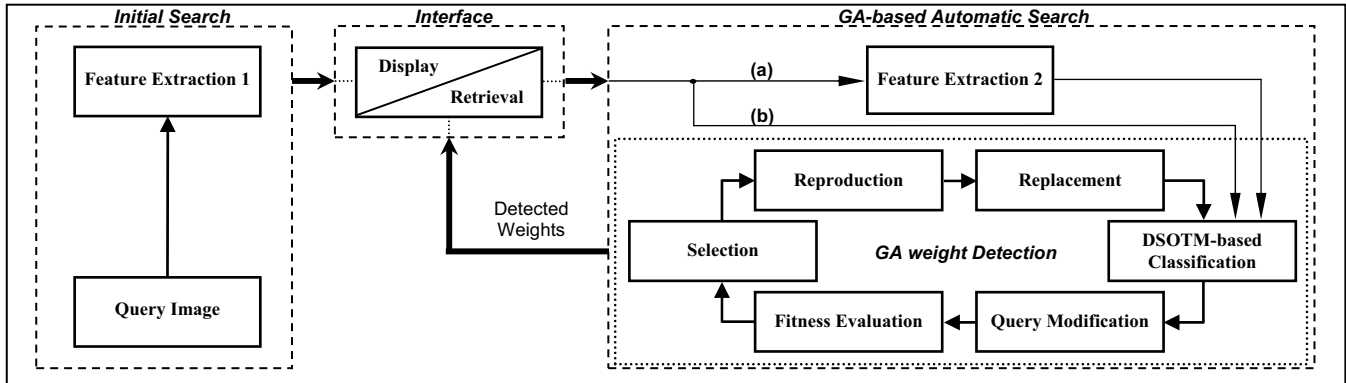 Initial Search
Interface
GA-based Automatic Search
Feature Extraction 1
Display
Retrieval
(a)
Feature Extraction 2
(b)
Reproduction
Replacement
Detected
Weights
Selection
GA weight Detection
DSOTM-based
Classification
Query Image
Fitness Evaluation
Query Modification